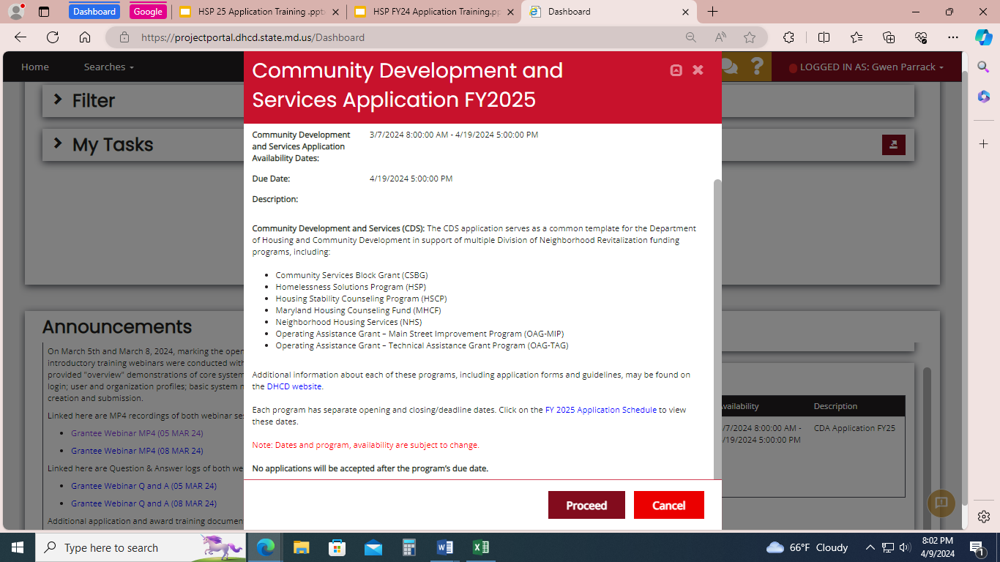 Dashboard
Google
HSP 25 Application Training .ppt
HSP FY24 Application Training.pp
Dashboard
https://projectportal.dhcd.state.md.us/Dashboard
Home
Searches
LOGGED IN AS: Gwen Parrack
Community Development and
Services Application FY2025
Filter
My Tasks
Community Development
and Services Application
Availability Dates:
3/7/2024 8:00:00 AM - 4/19/2024 5:00:00 PM
Due Date:
4/19/2024 5:00:00 PM
Description:
Community Development and Services (CDS): The CDS application serves as a common template for the Department
of Housing and Community Development in support of multiple Division of Neighborhood Revitalization funding
programs, including:
Community Services Block Grant (CSBG)
Homelessness Solutions Program (HSP)
Housing Stability Counseling Program (HSCP)
Maryland Housing Counseling Fund (MHCF)
Neighborhood Housing Services (NHS)
Operating Assistance Grant – Main Street Improvement Program (OAG-MIP)
Operating Assistance Grant – Technical Assistance Grant Program (OAG-TAG)
Additional information about each of these programs, including application forms and guidelines, may be found on
the DHCD website.
Each program has separate opening and closing/deadline dates. Click on the FY 2025 Application Schedule to view
these dates.
Note: Dates and program, availability are subject to change.
No applications will be accepted after the program's due date.
Proceed
Cancel
Announcements
On March 5th and March 8, 2024, marking the open
introductory training webinars were conducted with
provided "overview" demonstrations of core system
login; user and organization profiles; basic system n
creation and submission.
Linked here are MP4 recordings of both webinar se
Grantee Webinar MP4 (05 MAR 24)
Grantee Webinar MP4 (08 MAR 24)
Linked here are Question & Answer logs of both we
Grantee Webinar Q and A (05 MAR 24)
Grantee Webinar Q and A (08 MAR 24)
Additional application and award training documen
vailability
Description
/7/2024 8:00:00 AM -
/19/2024 5:00:00 PM
CDA Application FY25
Type here to search
66°F Cloudy
8:02 PM
4/9/2024
1